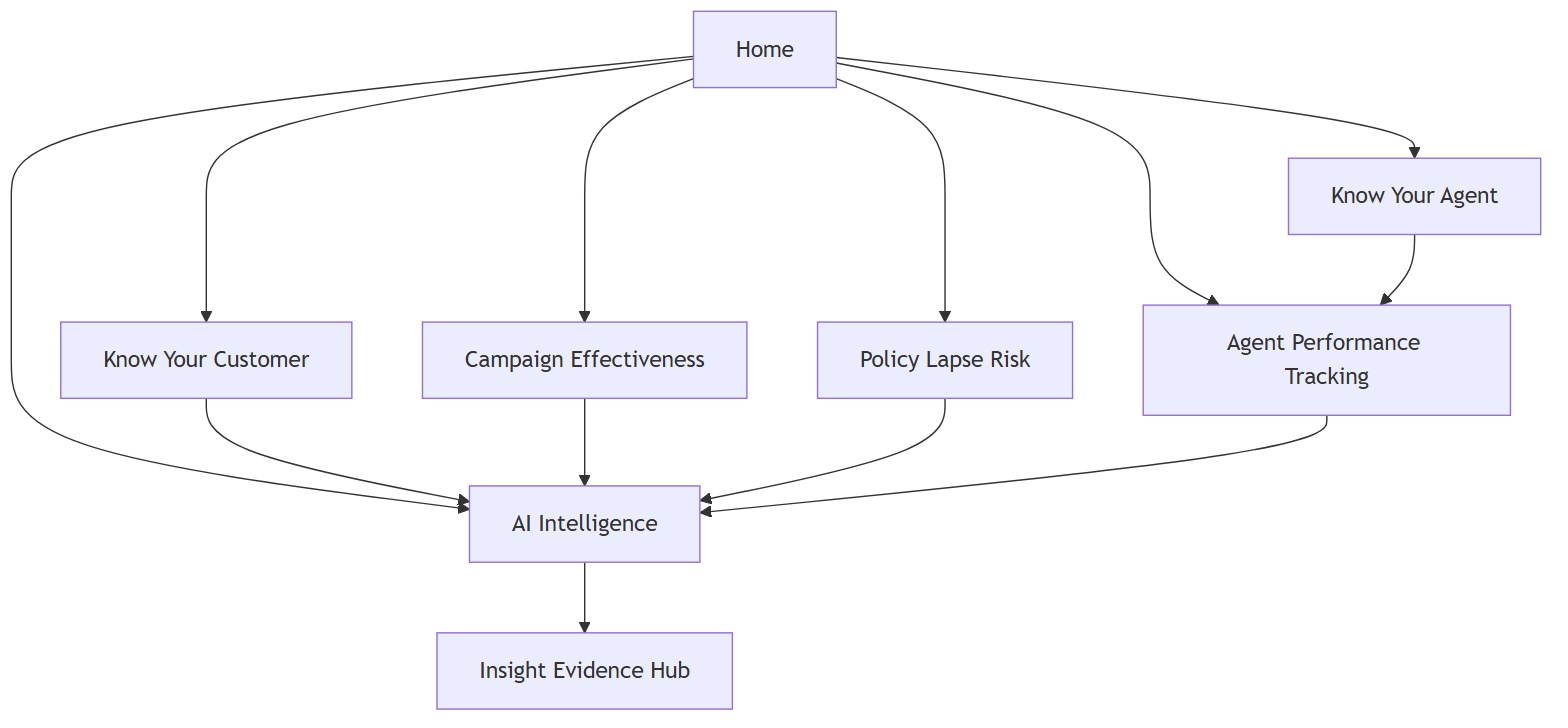 Home
Know Your Agent
Know Your Customer
Campaign Effectiveness
Policy Lapse Risk
Agent Performance
Tracking
AI Intelligence
Insight Evidence Hub